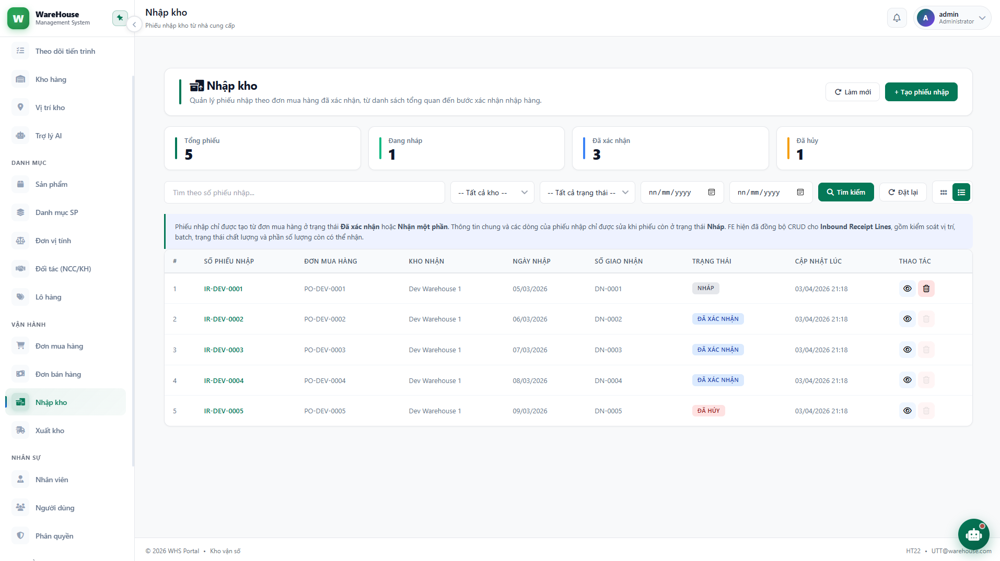 W
WareHouse
Management System
Theo dõi tiến trình
Kho hàng
Vị trí kho
Trợ lý AI
DANH MỤC
Sản phẩm
Danh mục SP
Đơn vị tính
Đối tác (NCC/KH)
Lô hàng
VẬN HÀNH
Đơn mua hàng
Đơn bán hàng
Nhập kho
Xuất kho
NHÂN SỰ
Nhân viên
Người dùng
Phân quyền
Nhập kho
Phiếu nhập kho từ nhà cung cấp
A
admin
Administrator
Nhập kho
Quản lý phiếu nhập theo đơn mua hàng đã xác nhận, từ danh sách tổng quan đến bước xác nhận nhập hàng.
Làm mới
+ Tạo phiếu nhập
Tổng phiếu
5
Đang nháp
1
Đã xác nhận
3
Đã hủy
1
Tìm theo số phiếu nhập...
-- Tất cả kho --
-- Tất cả trạng thái --
nn/mm/yyyy
nn/mm/yyyy
Tìm kiếm
Đặt lại
Phiếu nhập chỉ được tạo từ đơn mua hàng ở trạng thái Đã xác nhận hoặc Nhận một phần. Thông tin chung và các dòng của phiếu nhập chỉ được sửa khi phiếu còn ở trạng thái Nháp. FE hiện đã đồng bộ CRUD cho Inbound Receipt Lines, gồm kiểm soát vị trí,
batch, trạng thái chất lượng và phần số lượng còn có thể nhận.
# SỐ PHIẾU NHẬP ĐƠN MUA HÀNG KHO NHẬN NGÀY NHẬP SỐ GIAO NHẬN TRẠNG THÁI CẬP NHẬT LÚC THAO TÁC
1 IR-DEV-0001 PO-DEV-0001 Dev Warehouse 1 05/03/2026 DN-0001 NHÁP 03/04/2026 21:18
2 IR-DEV-0002 PO-DEV-0002 Dev Warehouse 1 06/03/2026 DN-0002 ĐÃ XÁC NHẬN 03/04/2026 21:18
3 IR-DEV-0003 PO-DEV-0003 Dev Warehouse 1 07/03/2026 DN-0003 ĐÃ XÁC NHẬN 03/04/2026 21:18
4 IR-DEV-0004 PO-DEV-0004 Dev Warehouse 1 08/03/2026 DN-0004 ĐÃ XÁC NHẬN 03/04/2026 21:18
5 IR-DEV-0005 PO-DEV-0005 Dev Warehouse 1 09/03/2026 DN-0005 ĐÃ HỦY 03/04/2026 21:18
© 2026 WHS Portal • Kho vận số
HT22 • UTT@warehouse.com